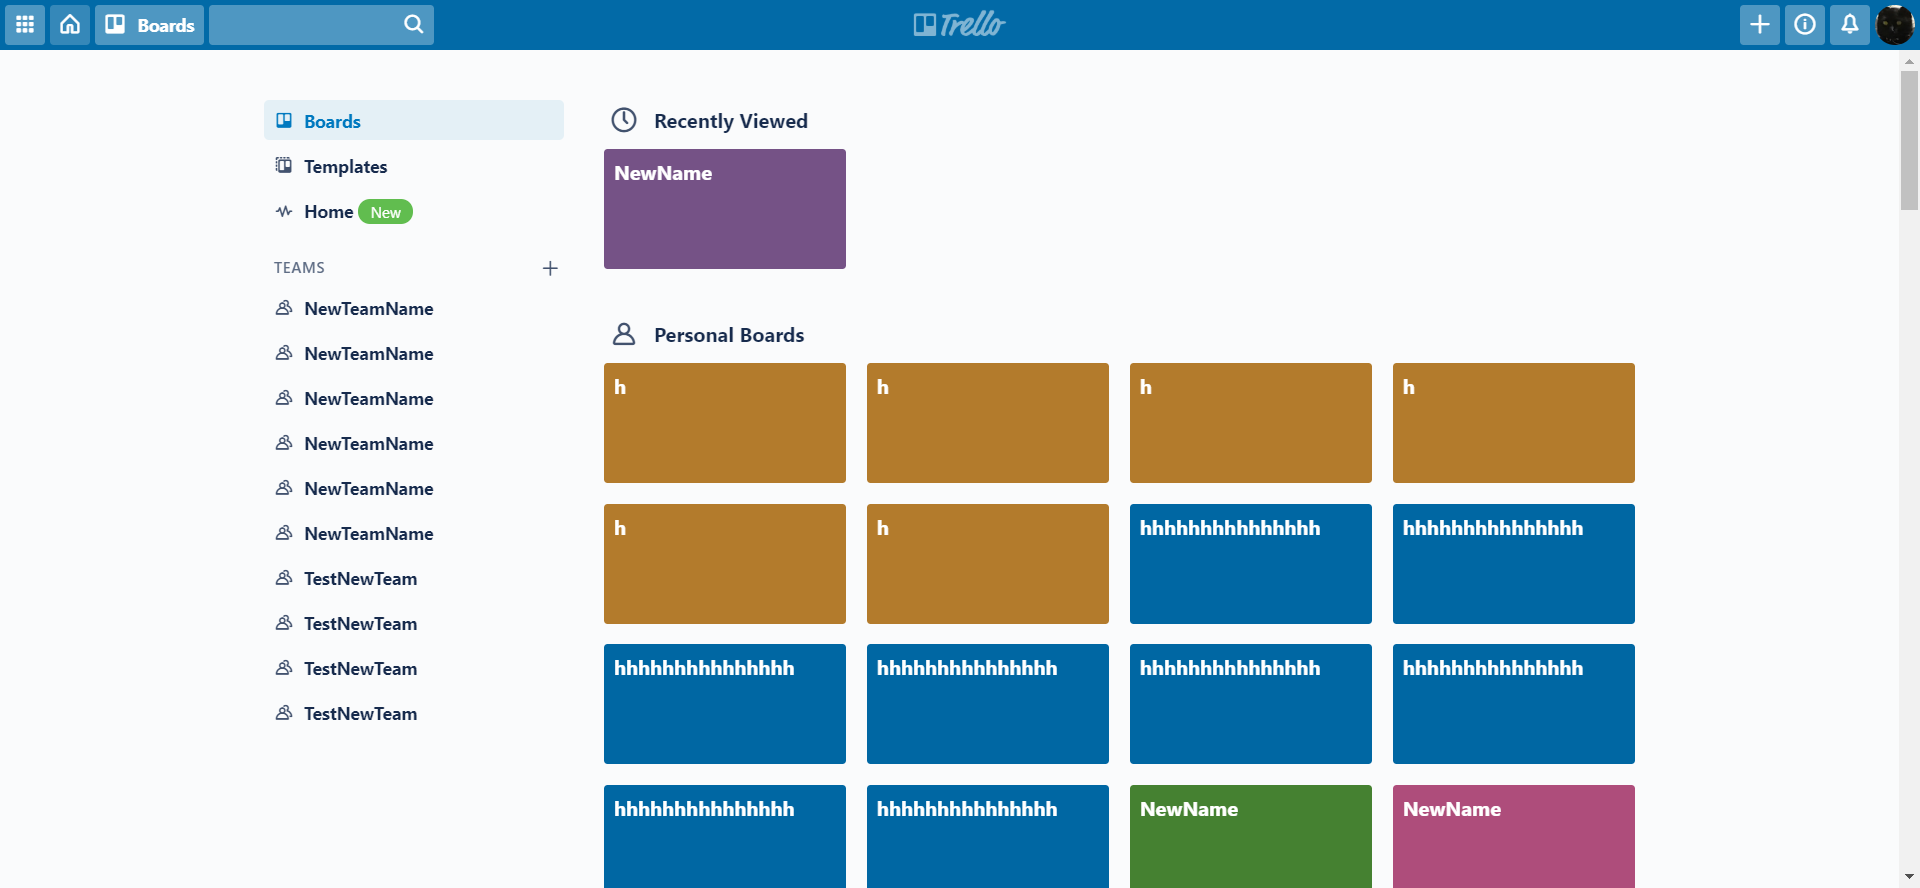 Boards
Trello
Boards
Templates
Home New
TEAMS
NewTeamName
NewTeamName
NewTeamName
NewTeamName
NewTeamName
NewTeamName
TestNewTeam
TestNewTeam
TestNewTeam
TestNewTeam
Recently Viewed
NewName
Personal Boards
h
h
h
h
h
h
hhhhhhhhhhhhhhh
hhhhhhhhhhhhhhh
hhhhhhhhhhhhhhh
hhhhhhhhhhhhhhh
hhhhhhhhhhhhhhh
hhhhhhhhhhhhhhh
hhhhhhhhhhhhhhh
hhhhhhhhhhhhhhh
NewName
NewName